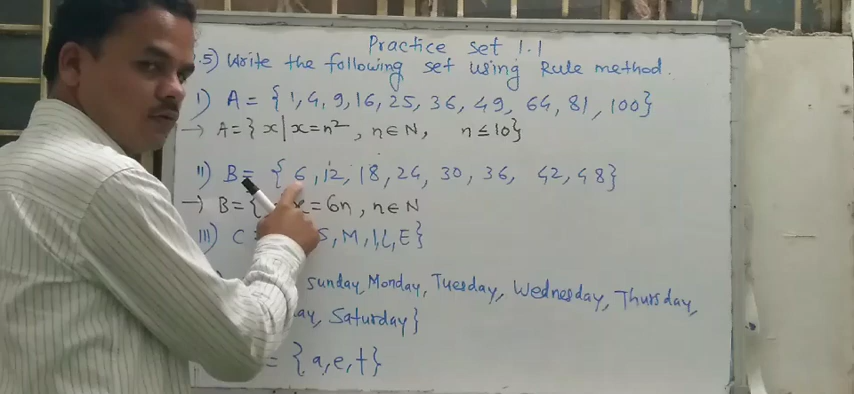 Practice set 1.1
.5) Write the following set using Rule method.
I) A = { 1, 4, 9, 16, 25, 36, 49, 64, 81, 100}
→ A = { x | x = n², n ∈ N, n ≤ 10}
II) B = { 6, 12, 18, 24, 30, 36, 42, 48}
→ B = { x = 6n, n ∈ N
III) C = S, M, I, L, E}
Sunday, Monday, Tuesday, Wednesday, Thursday,
ay, Saturday}
= { a, e, t}